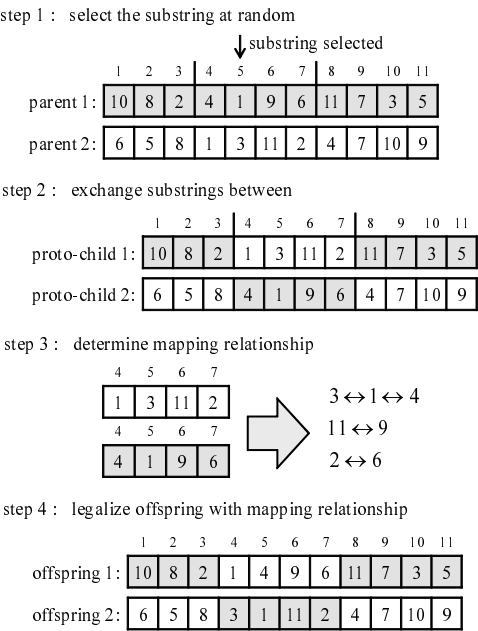 step 1 : select the substring at random
substring selected
1 2 3 4 5 6 7 8 9 10 11
parent 1: 10 8 2 4 1 9 6 11 7 3 5
parent 2: 6 5 8 1 3 11 2 4 7 10 9
step 2 : exchange substrings between
1 2 3 4 5 6 7 8 9 10 11
proto-child 1: 10 8 2 1 3 11 2 11 7 3 5
proto-child 2: 6 5 8 4 1 9 6 4 7 10 9
step 3 : determine mapping relationship
4 5 6 7
1 3 11 2
4 5 6 7
4 1 9 6
3 ↔ 1 ↔ 4
11 ↔ 9
2 ↔ 6
step 4 : legalize offspring with mapping relationship
1 2 3 4 5 6 7 8 9 10 11
offspring 1: 10 8 2 1 4 9 6 11 7 3 5
offspring 2: 6 5 8 3 1 11 2 4 7 10 9